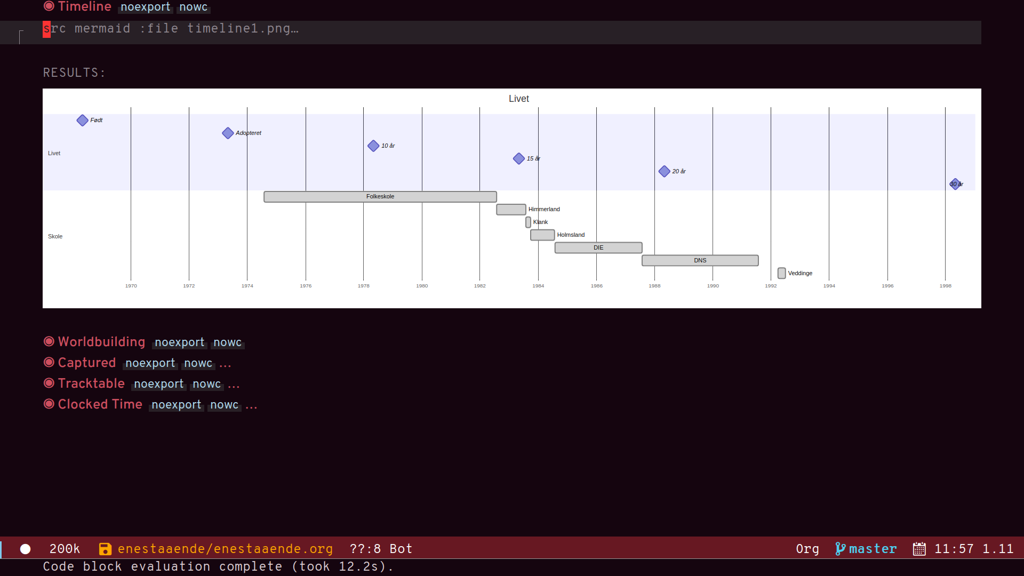 Timeline noexport nowc
src mermaid :file timeline1.png…
RESULTS:
Livet
Født
Adopteret
10 år
Livet
15 år
20 år
30 år
Folkeskole
Himmerland
Klank
Skole
Holmsland
DIE
DNS
Veddinge
1970 1972 1974 1976 1978 1980 1982 1984 1986 1988 1990 1992 1994 1996 1998
Worldbuilding noexport nowc
Captured noexport nowc …
Tracktable noexport nowc …
Clocked Time noexport nowc …
200k enestaaende/enestaaende.org ??:8 Bot Org master 11:57 1.11
Code block evaluation complete (took 12.2s).